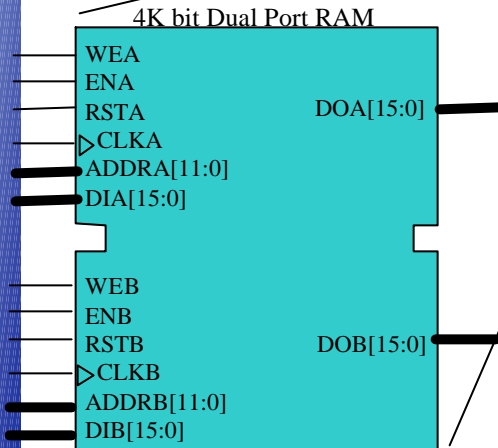 4K bit Dual Port RAM
WEA
ENA
RSTA
DOA[15:0]
CLKA
ADDRA[11:0]
DIA[15:0]
WEB
ENB
RSTB
DOB[15:0]
CLKB
ADDRB[11:0]
DIB[15:0]